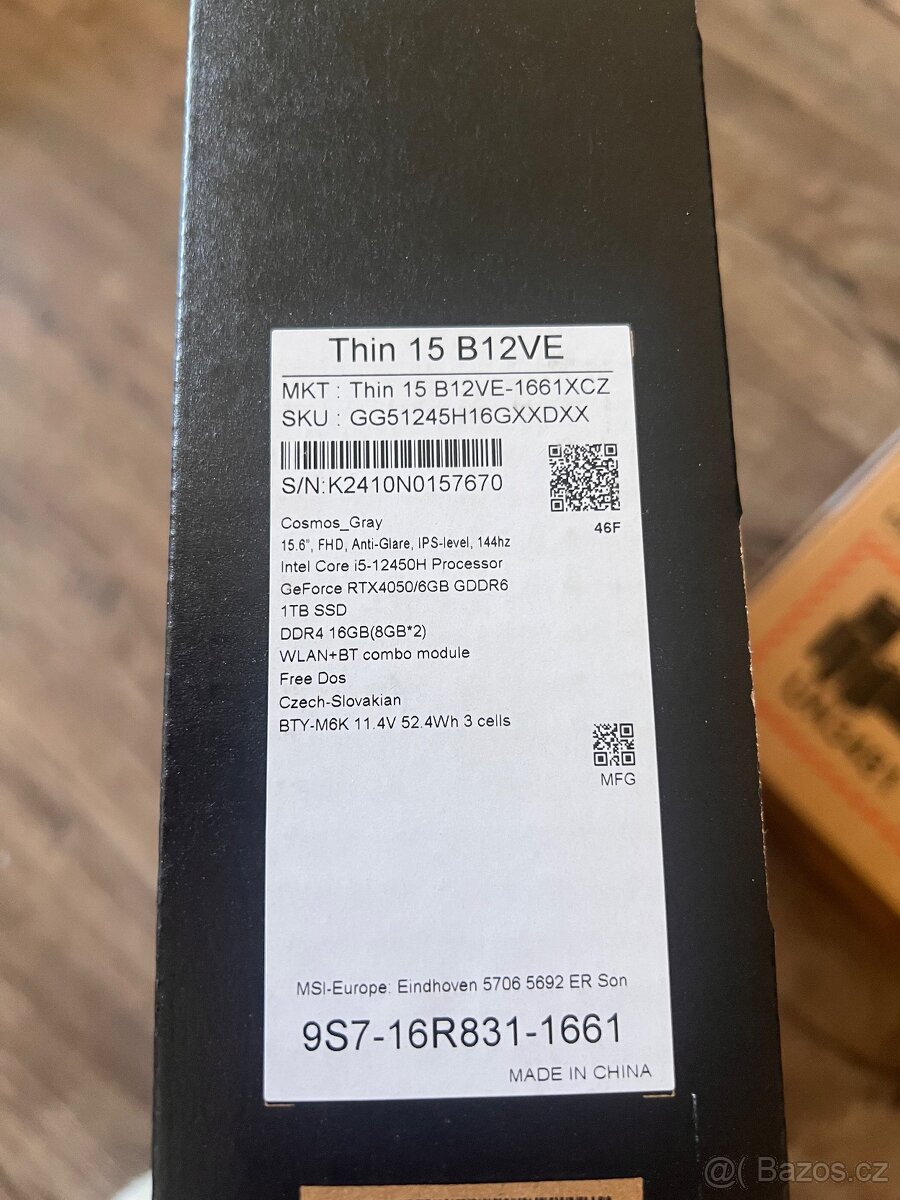 Thin 15 B12VE
MKT : Thin 15 B12VE-1661XCZ
SKU : GG51245H16GXXDXX
S/N:K2410N0157670
46F
Cosmos_Gray
15.6", FHD, Anti-Glare, IPS-level, 144hz
Intel Core i5-12450H Processor
GeForce RTX4050/6GB GDDR6
1TB SSD
DDR4 16GB(8GB*2)
WLAN+BT combo module
Free Dos
Czech-Slovakian
BTY-M6K 11.4V 52.4Wh 3 cells
MFG
MSI-Europe: Eindhoven 5706 5692 ER Son
9S7-16R831-1661
MADE IN CHINA
@( Bazos.cz